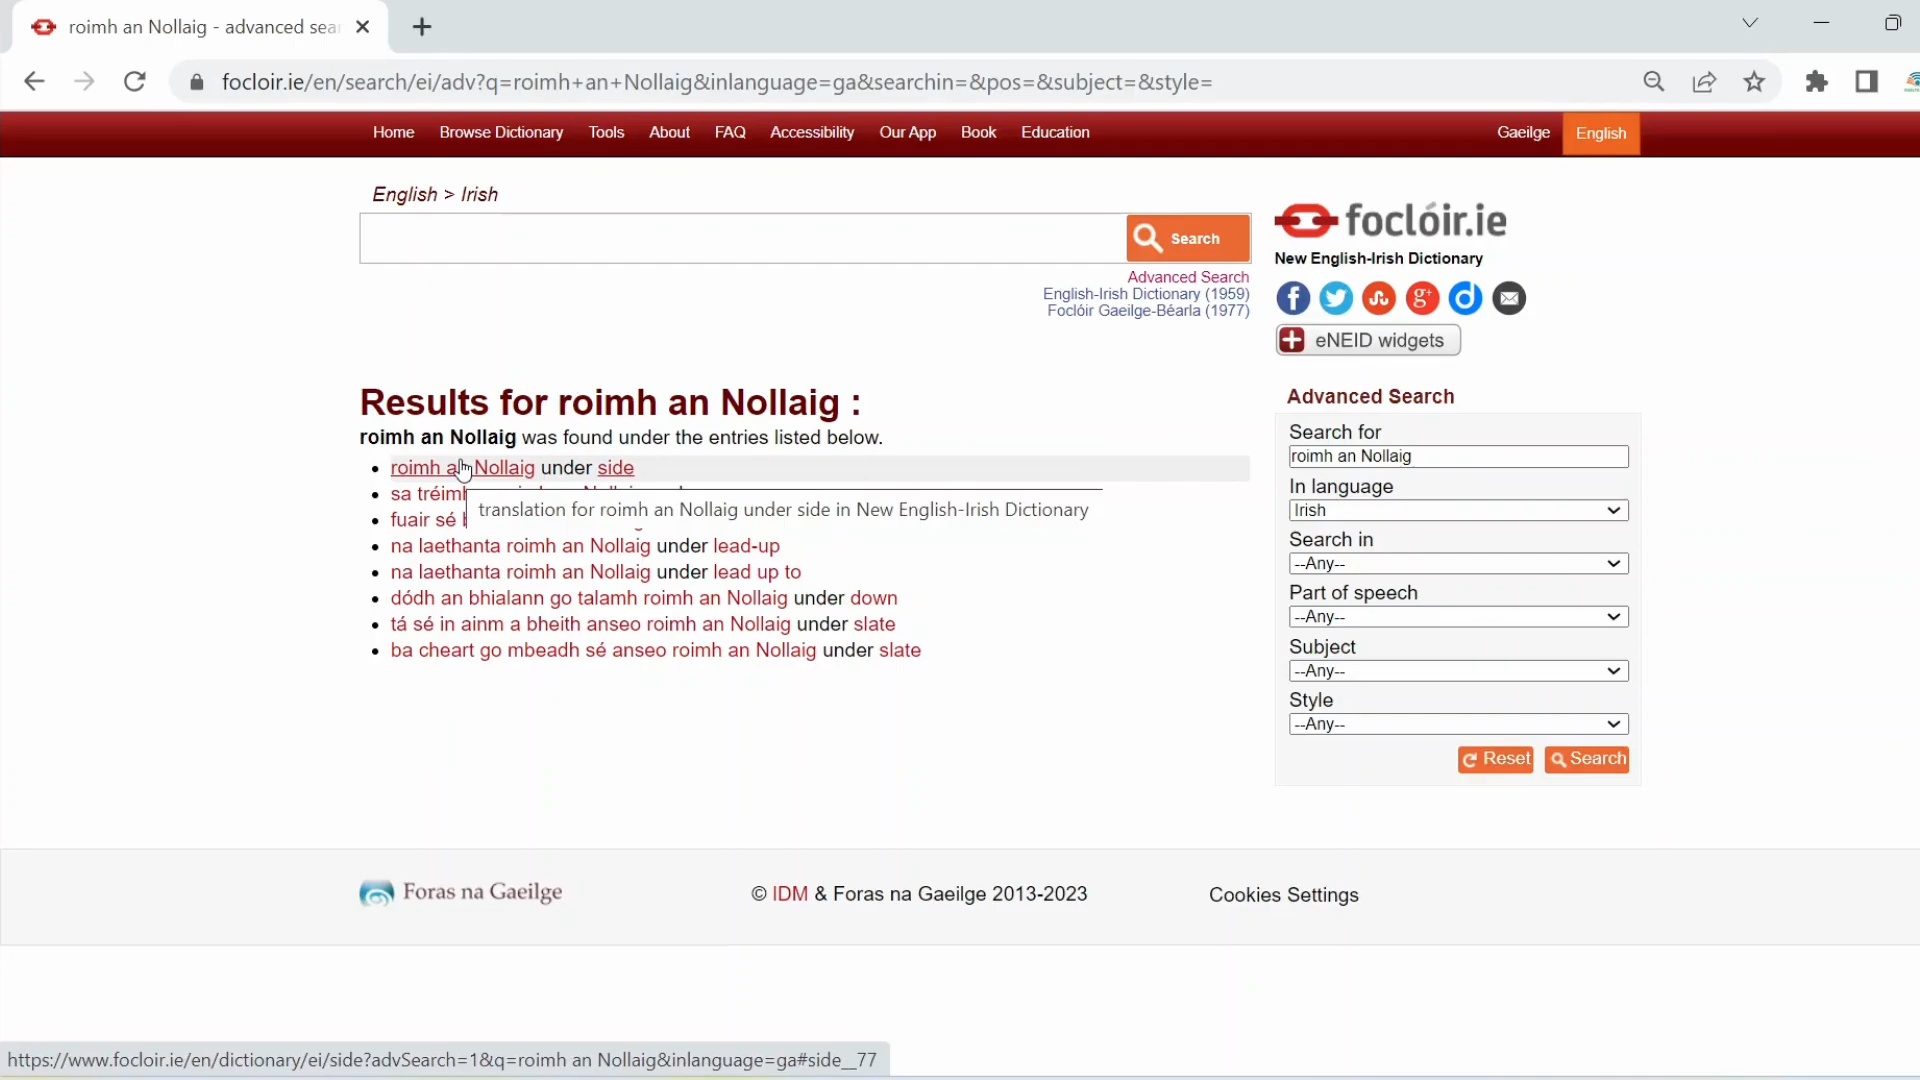 roimh an Nollaig - advanced sea
focloir.ie/en/search/ei/adv?q=roimh+an+Nollaig&inlanguage=ga&searchin=&pos=&subject=&style=
Home Browse Dictionary Tools About FAQ Accessibility Our App Book Education Gaeilge English
English > Irish
Search
Advanced Search
English-Irish Dictionary (1959)
Foclóir Gaeilge-Béarla (1977)
foclóir.ie
New English-Irish Dictionary
eNEID widgets
Results for roimh an Nollaig :
roimh an Nollaig was found under the entries listed below.
roimh an Nollaig under side
sa tréimh
translation for roimh an Nollaig under side in New English-Irish Dictionary
fuair sé
na laethanta roimh an Nollaig under lead-up
na laethanta roimh an Nollaig under lead up to
dódh an bhialann go talamh roimh an Nollaig under down
tá sé in ainm a bheith anseo roimh an Nollaig under slate
ba cheart go mbeadh sé anseo roimh an Nollaig under slate
Advanced Search
Search for
roimh an Nollaig
In language
Irish
Search in
--Any--
Part of speech
--Any--
Subject
--Any--
Style
--Any--
Reset Search
Foras na Gaeilge
© IDM & Foras na Gaeilge 2013-2023
Cookies Settings
https://www.focloir.ie/en/dictionary/ei/side?advSearch=1&q=roimh an Nollaig&inlanguage=ga#side__77